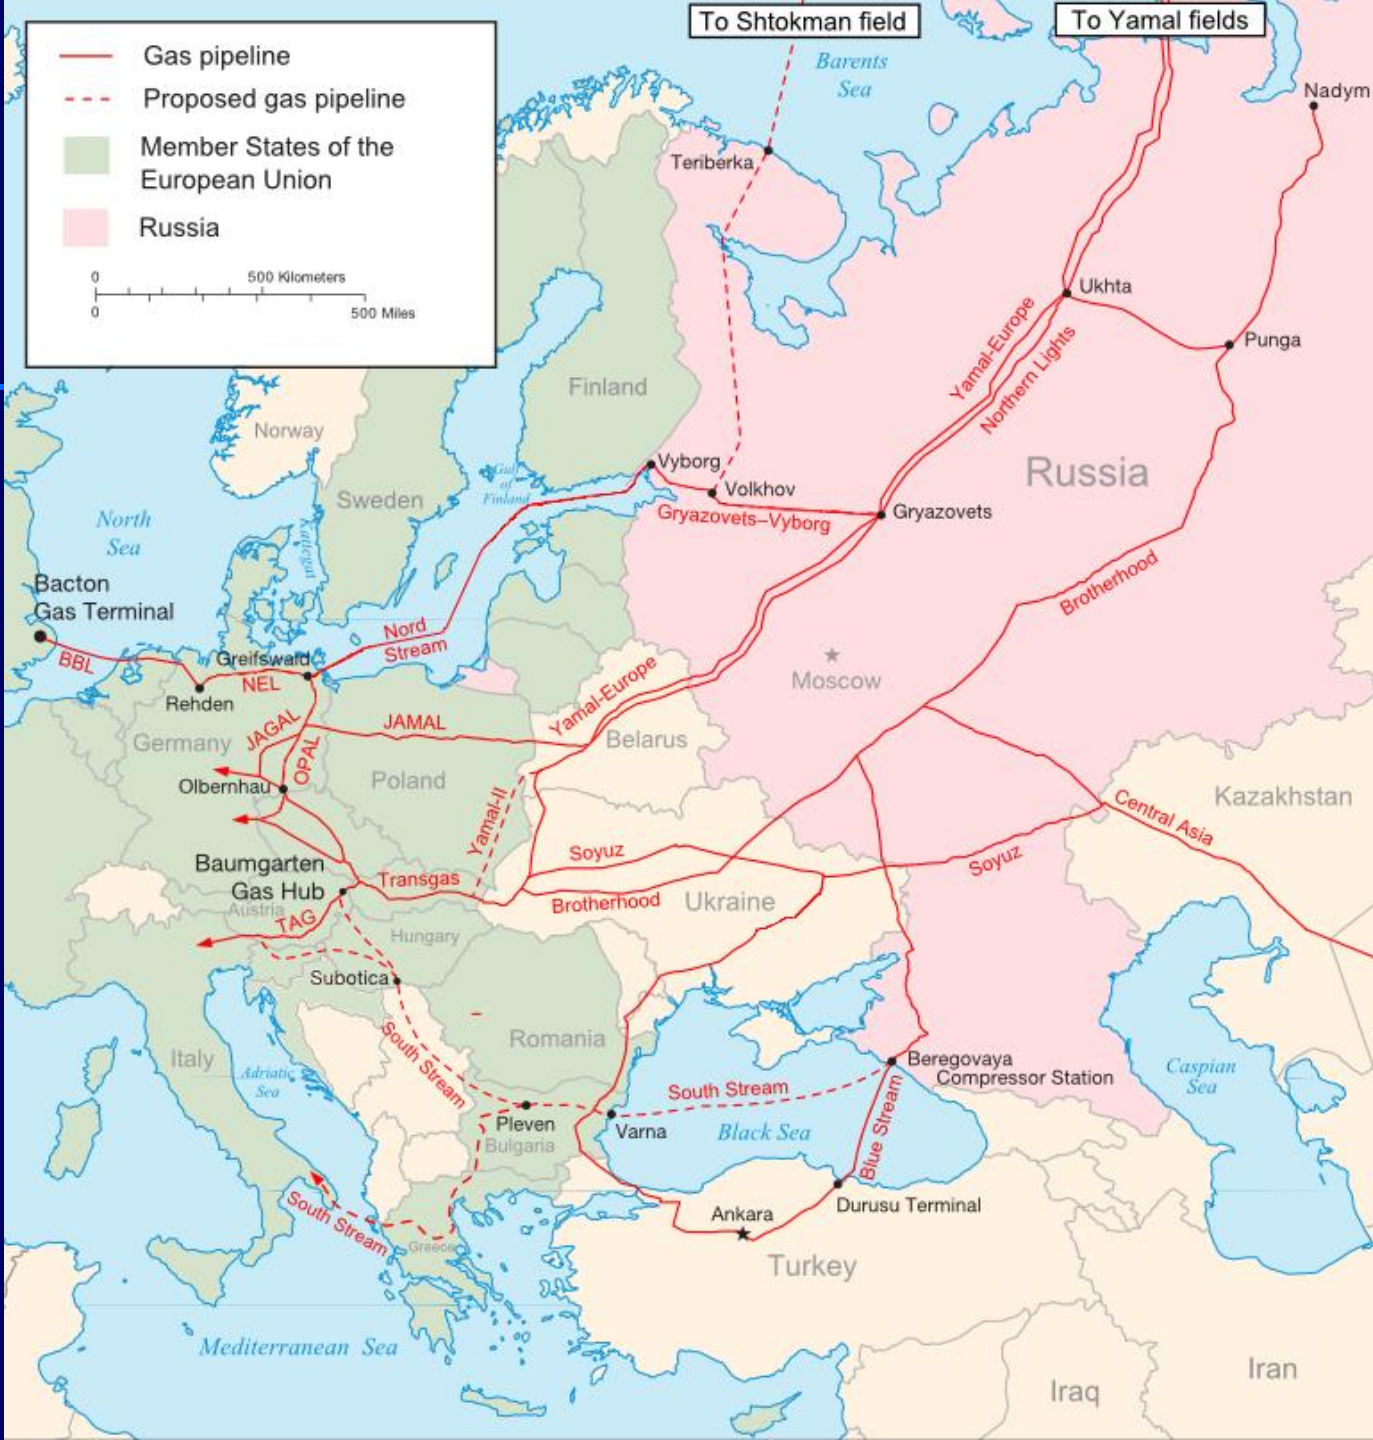 To Shtokman field
To Yamal fields
Gas pipeline
Proposed gas pipeline
Member States of the
European Union
Russia
0
500 Kilometers
0
500 Miles
Barents
Sea
Nadym
Teriberka
Ukhta
Punga
Yamal-Europe
Northern Lights
Finland
Norway
Sweden
Gulf
of
Finland
Vyborg
Volkhov
Gryazovets–Vyborg
Gryazovets
Russia
North
Sea
Kattegat
Brotherhood
Bacton
Gas Terminal
BBL
Greifswald
NEL
Rehden
Nord
Stream
Moscow
Yamal-Europe
JAGAL
JAMAL
Germany
OPAL
Belarus
Poland
Olbernhau
Yamal-II
Kazakhstan
Central Asia
Soyuz
Soyuz
Baumgarten
Gas Hub
Transgas
Brotherhood
Ukraine
Austria
TAG
Hungary
Subotica
Romania
South Stream
Italy
Adriatic
Sea
Beregovaya
Compressor Station
Caspian
Sea
South Stream
Pleven
Varna
Bulgaria
Black Sea
Blue Stream
South Stream
Ankara
Durusu Terminal
Greece
Turkey
Mediterranean Sea
Iraq
Iran